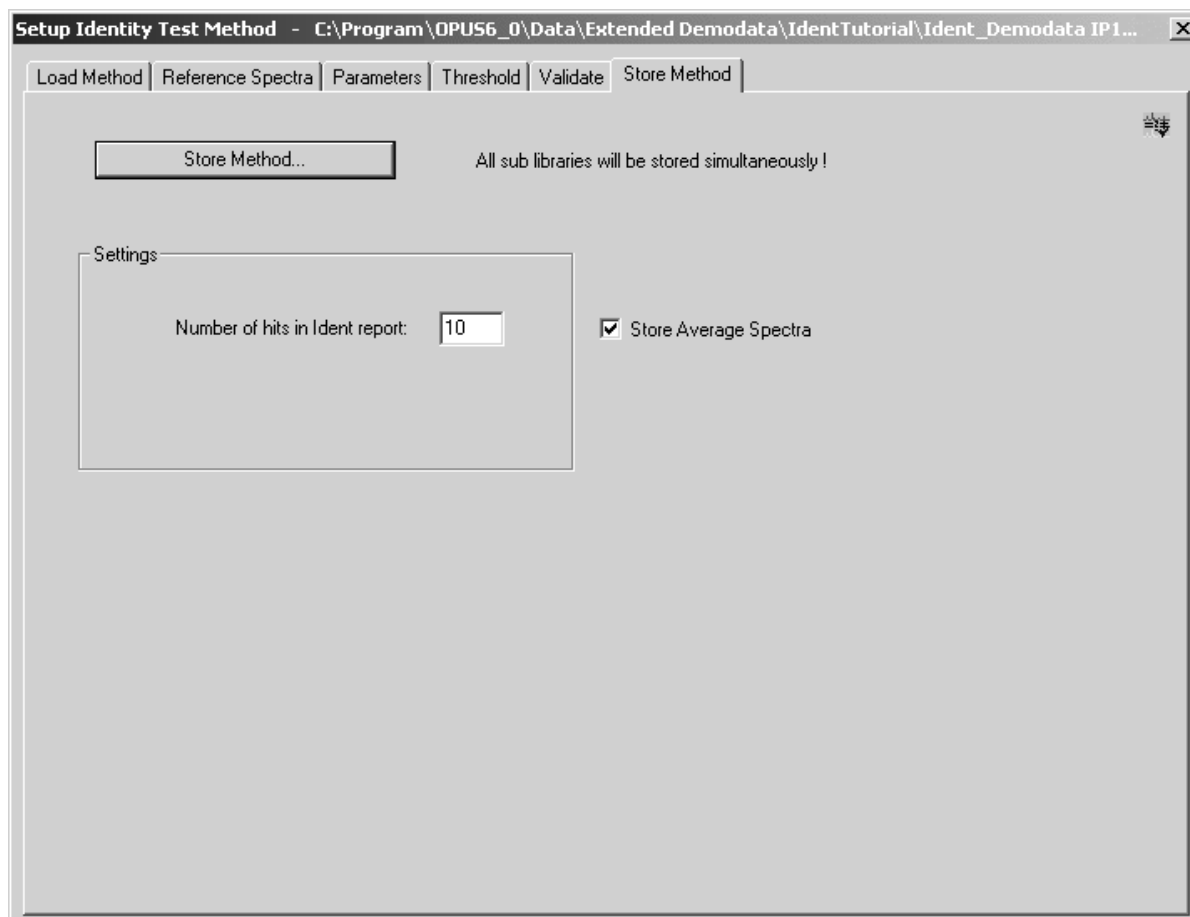 Setup Identity Test Method - C:\Program\OPUS6_0\Data\Extended Demodata\IdentTutorial\Ident_Demodata IP1...
Load Method Reference Spectra Parameters Threshold Validate Store Method
Store Method... All sub libraries will be stored simultaneously !
Settings
Number of hits in Ident report: 10 Store Average Spectra